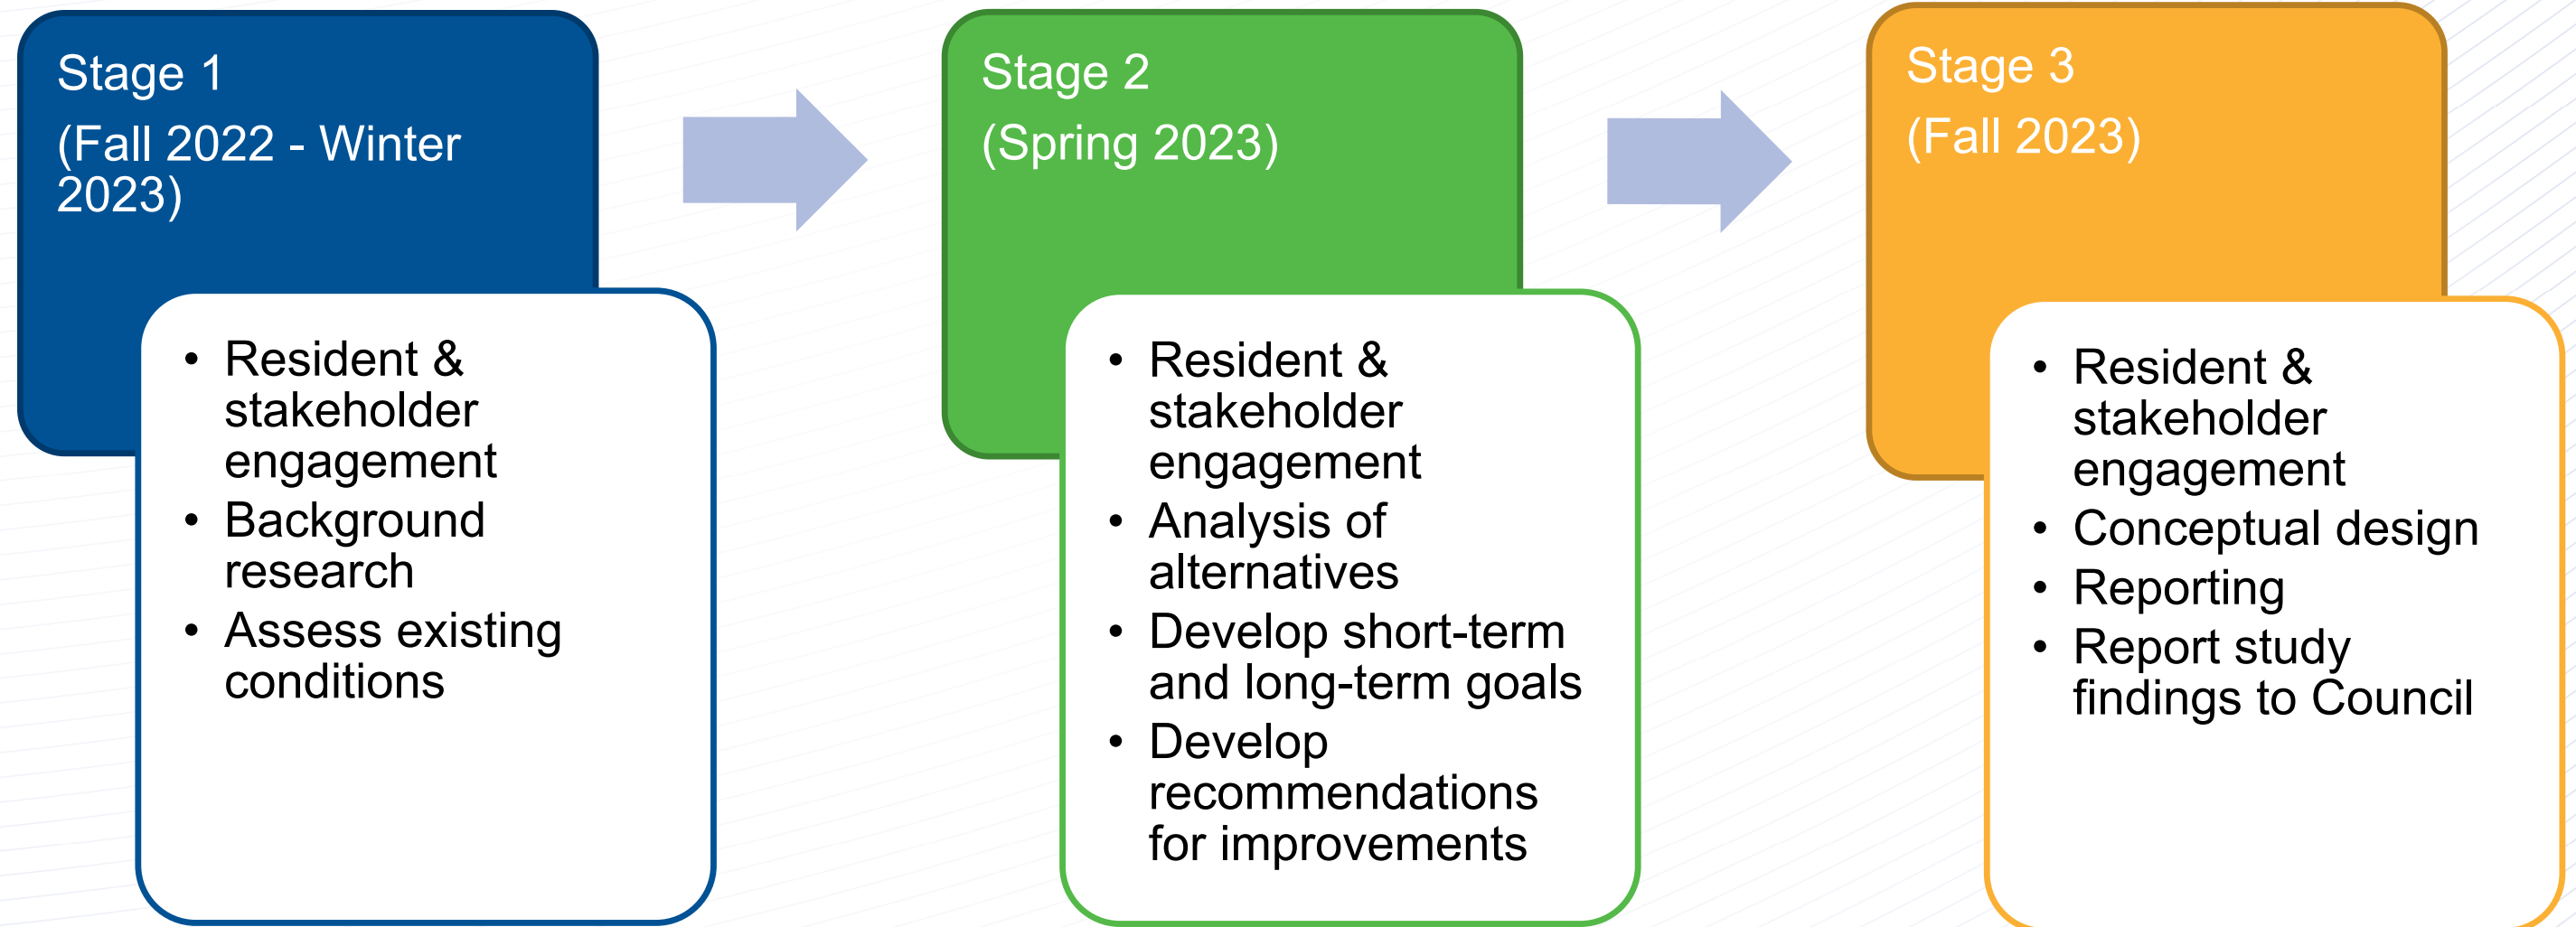 Stage 1
(Fall 2022 - Winter
2023)
• Resident &
stakeholder
engagement
• Background
research
• Assess existing
conditions
Stage 2
(Spring 2023)
• Resident &
stakeholder
engagement
• Analysis of
alternatives
• Develop short-term
and long-term goals
• Develop
recommendations
for improvements
Stage 3
(Fall 2023)
• Resident &
stakeholder
engagement
• Conceptual design
• Reporting
• Report study
findings to Council